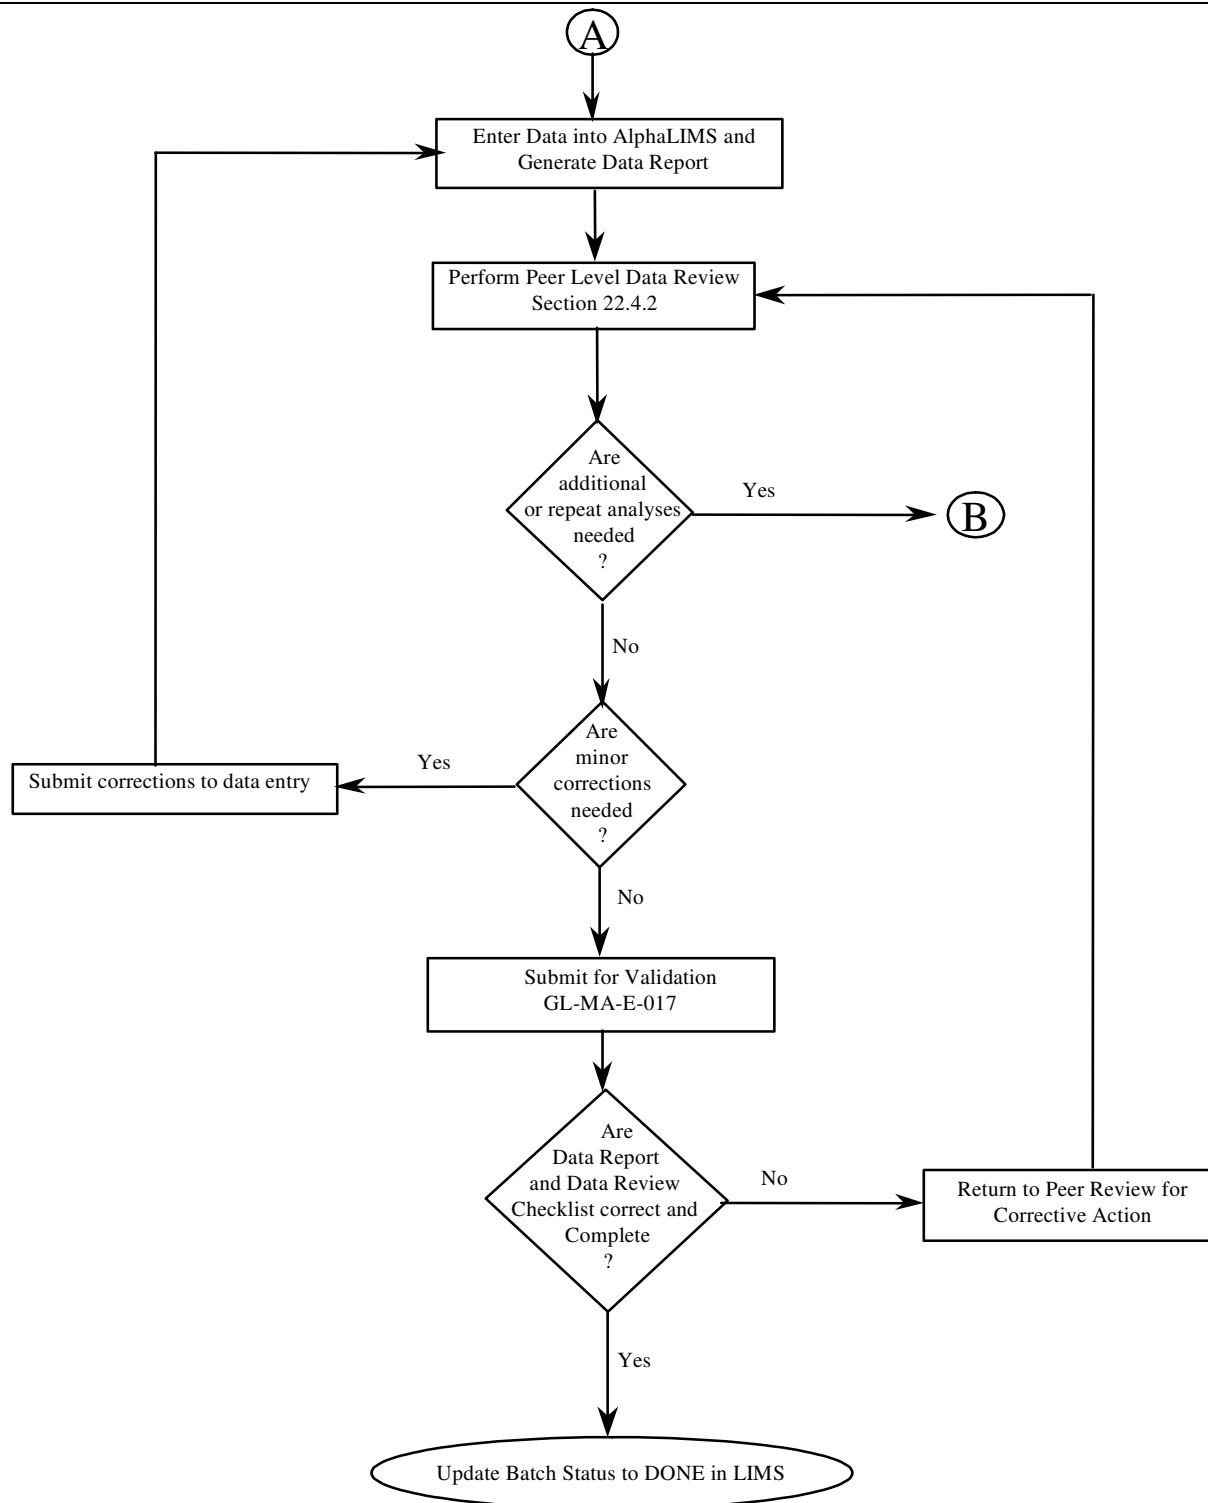 A
Enter Data into AlphaLIMS and
Generate Data Report
Perform Peer Level Data Review
Section 22.4.2
Are
additional
or repeat analyses
needed
?
Yes
B
No
Are
minor
corrections
needed
?
Yes
Submit corrections to data entry
No
Submit for Validation
GL-MA-E-017
Are
Data Report
and Data Review
Checklist correct and
Complete
?
No
Return to Peer Review for
Corrective Action
Yes
Update Batch Status to DONE in LIMS